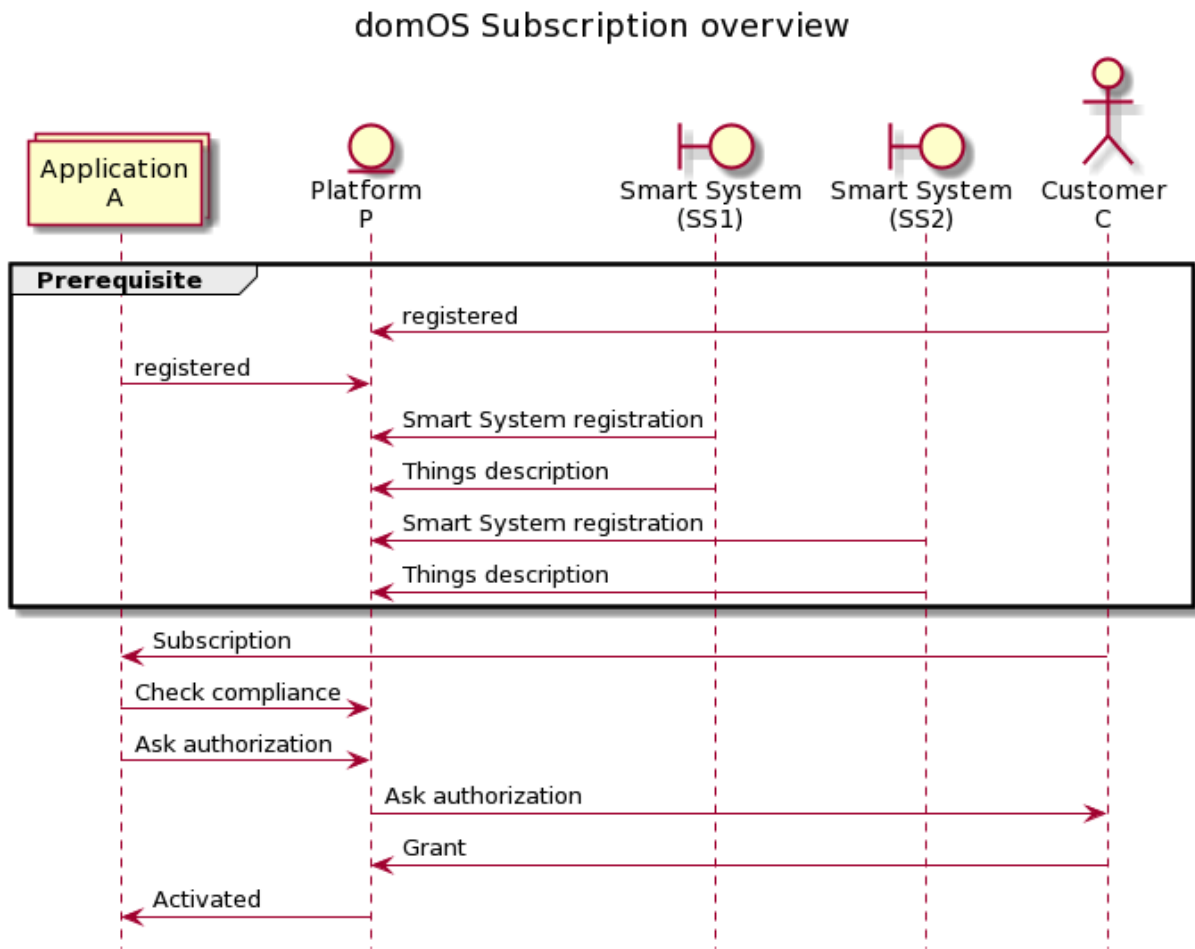 domOS Subscription overview
Application
A
Platform
P
Smart System
(SS1)
Smart System
(SS2)
Customer
C
Prerequisite
registered
registered
Smart System registration
Things description
Smart System registration
Things description
Subscription
Check compliance
Ask authorization
Ask authorization
Grant
Activated